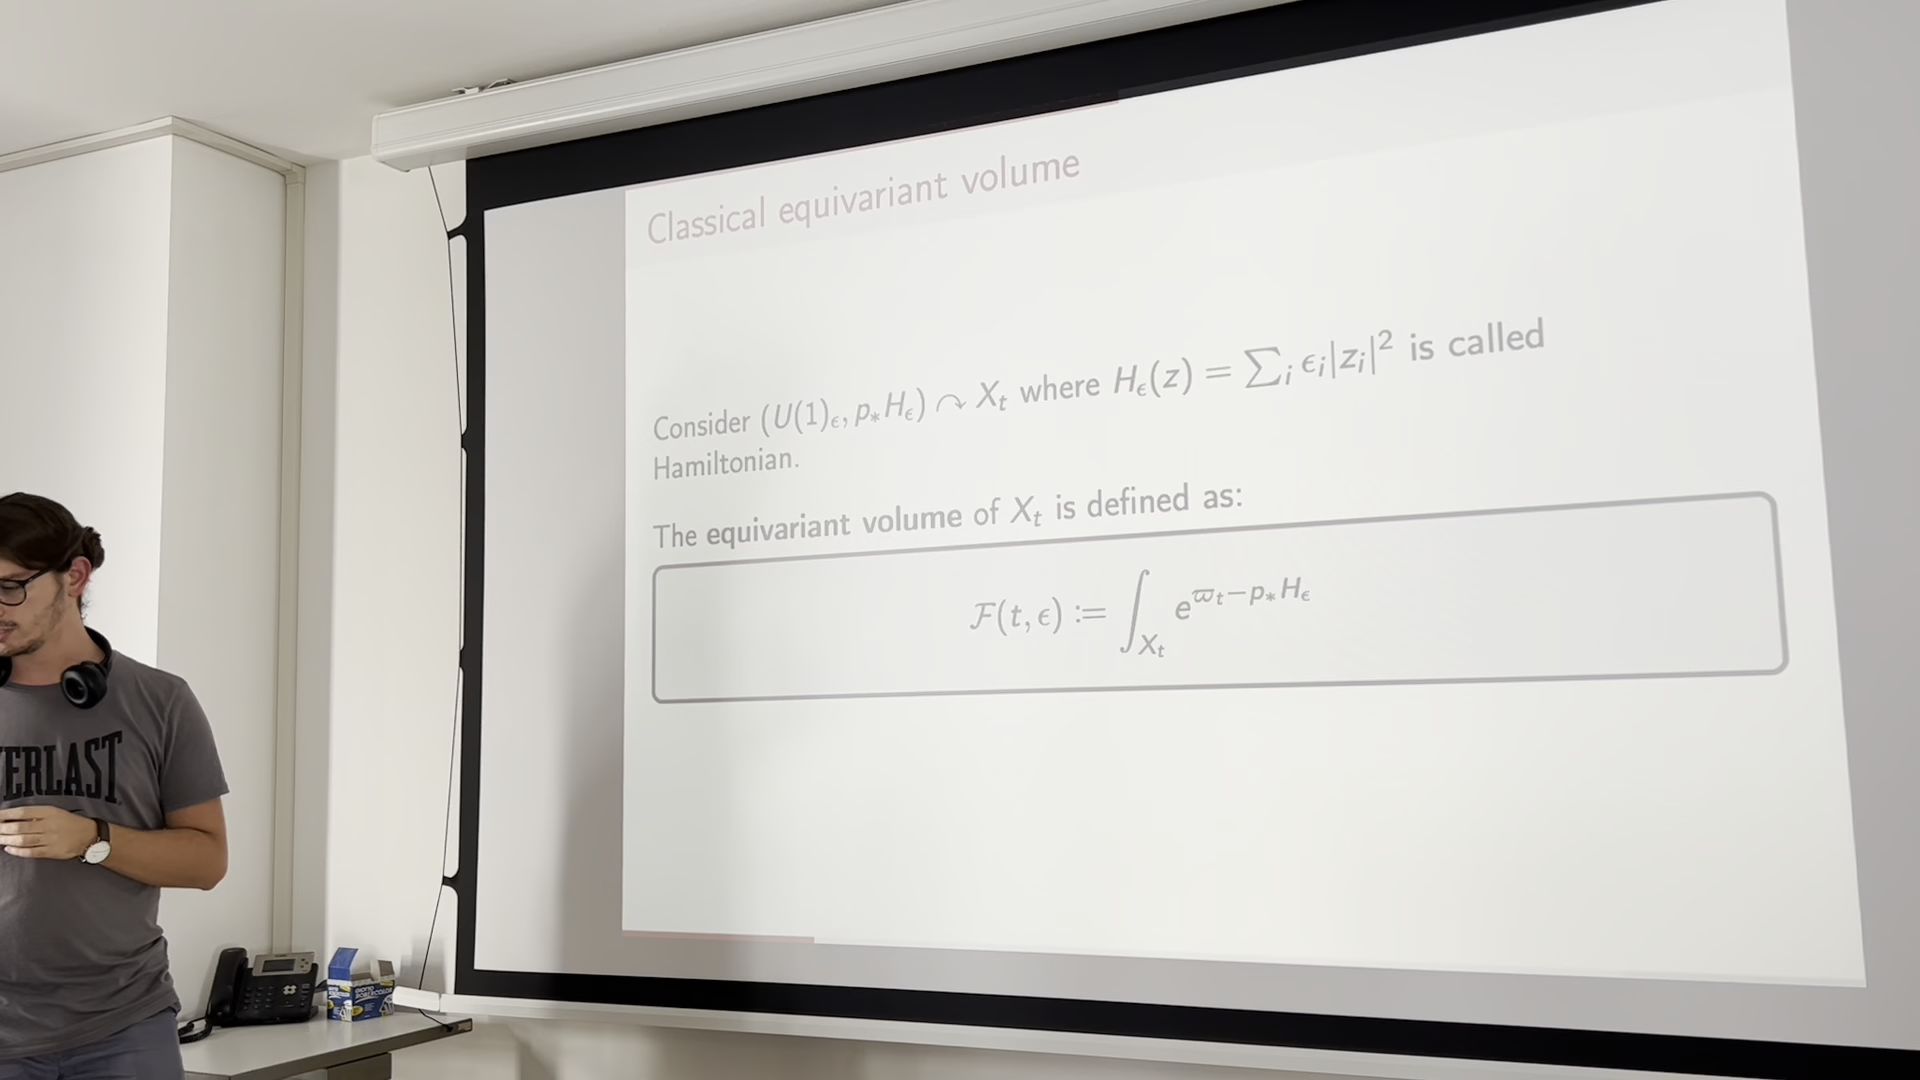 Classical equivariant volume
Consider (U(1)_ϵ, p_*H_ϵ) ↷ X_t where H_ϵ(z) = ∑_i ϵ_i|z_i|² is called
Hamiltonian.
The equivariant volume of X_t is defined as:
F(t, ϵ) := ∫_{X_t} e^{ϖ_t−p_*H_ϵ}
ERLAST